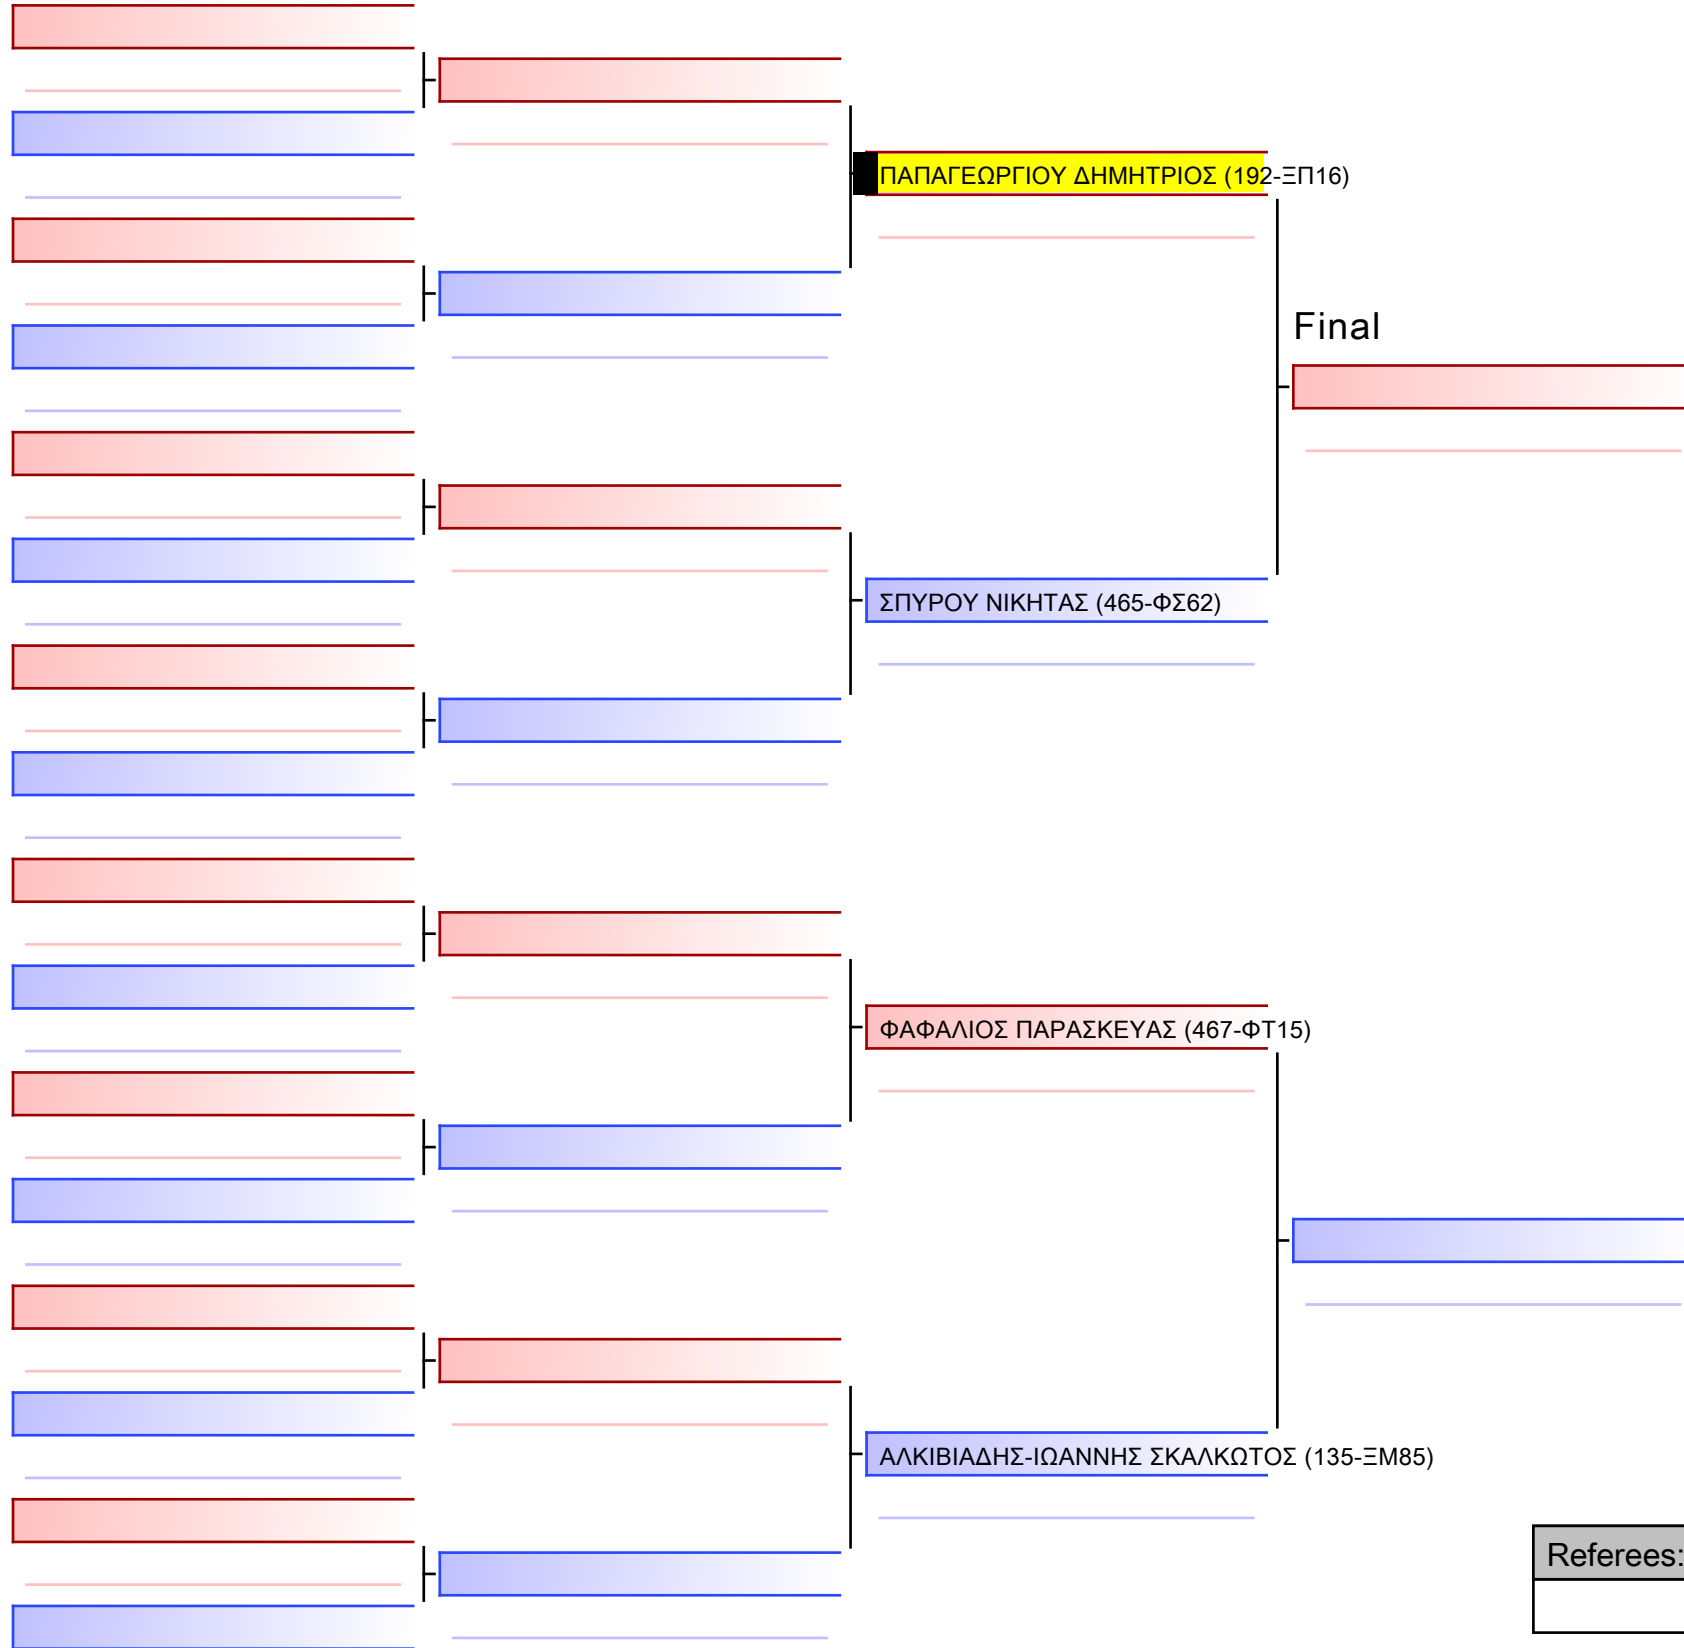 ΠΑΠΑΓΕΩΡΓΙΟΥ ΔΗΜΗΤΡΙΟΣ (192-ΞΠ16)
Final
ΣΠΥΡΟΥ ΝΙΚΗΤΑΣ (465-ΦΣ62)
ΦΑΦΑΛΙΟΣ ΠΑΡΑΣΚΕΥΑΣ (467-ΦΤ15)
ΑΛΚΙΒΙΑΔΗΣ-ΙΩΑΝΝΗΣ ΣΚΑΛΚΩΤΟΣ (135-ΞΜ85)
Referees: